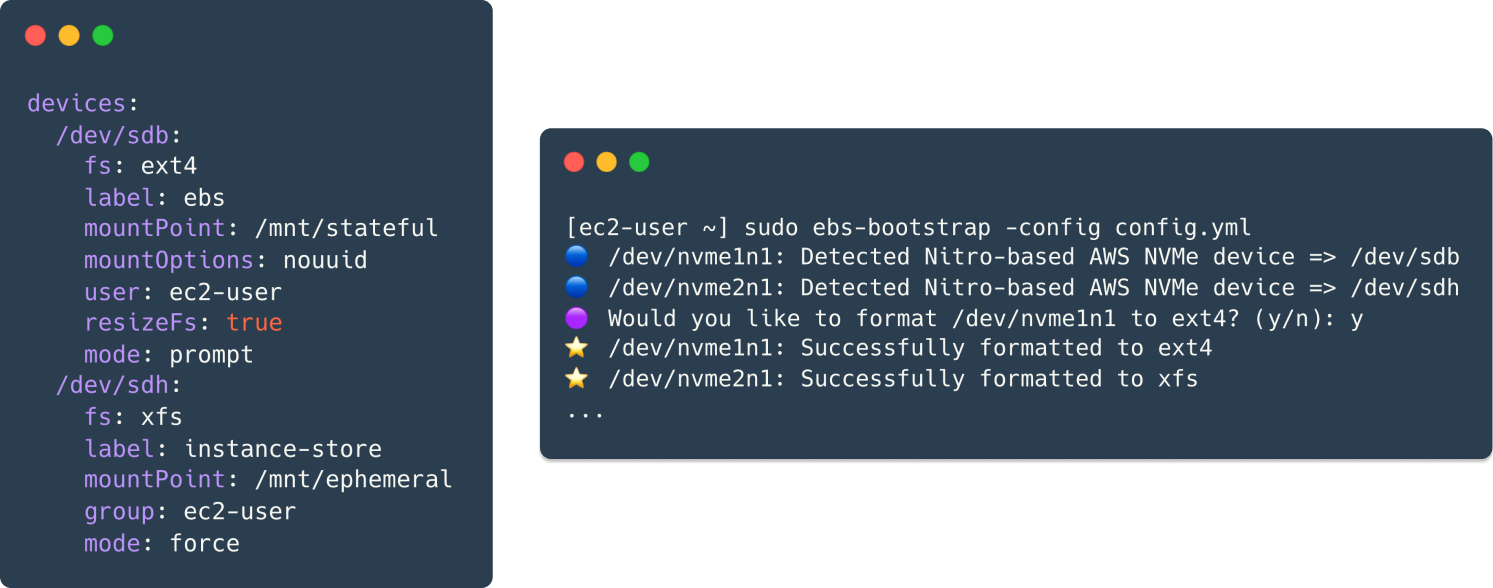 devices:
  /dev/sdb:
    fs: ext4
    label: ebs
    mountPoint: /mnt/stateful
    mountOptions: nouuid
    user: ec2-user
    resizeFs: true
    mode: prompt
  /dev/sdh:
    fs: xfs
    label: instance-store
    mountPoint: /mnt/ephemeral
    group: ec2-user
    mode: force
[ec2-user ~] sudo ebs-bootstrap -config config.yml
🔵 /dev/nvme1n1: Detected Nitro-based AWS NVMe device => /dev/sdb
🔵 /dev/nvme2n1: Detected Nitro-based AWS NVMe device => /dev/sdh
🟣 Would you like to format /dev/nvme1n1 to ext4? (y/n): y
⭐ /dev/nvme1n1: Successfully formatted to ext4
⭐ /dev/nvme2n1: Successfully formatted to xfs
...